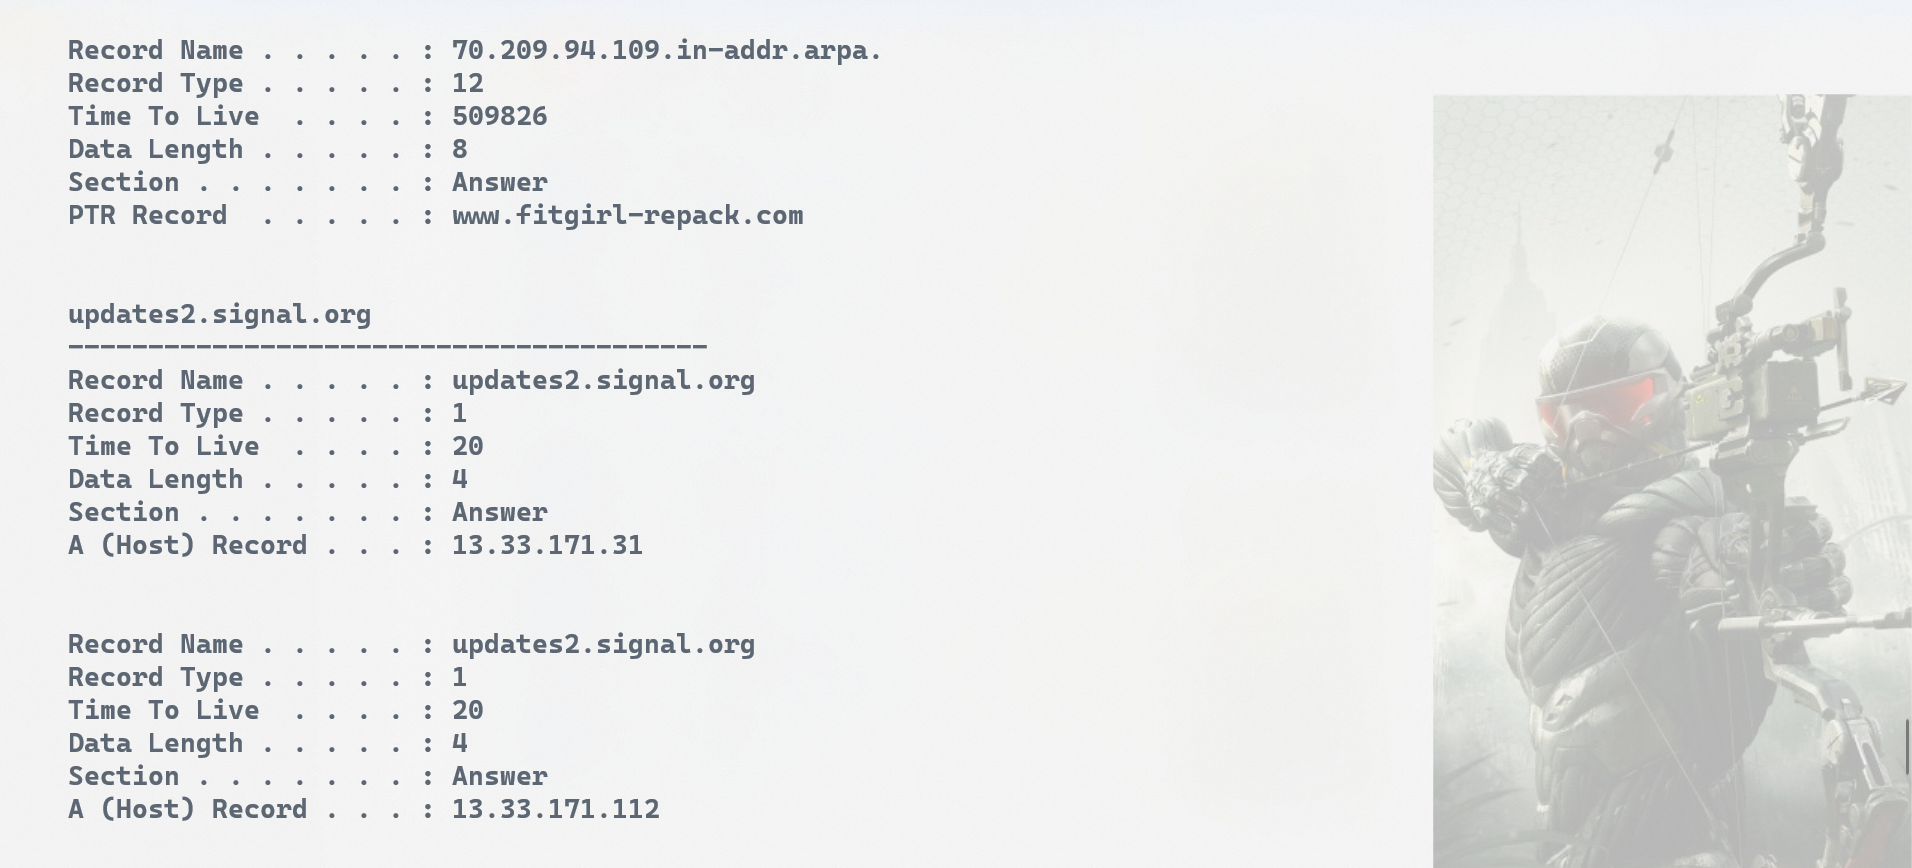 Record Name . . . . . : 70.209.94.109.in-addr.arpa.
Record Type . . . . . : 12
Time To Live  . . . . : 509826
Data Length . . . . . : 8
Section . . . . . . . : Answer
PTR Record  . . . . . : www.fitgirl-repack.com
updates2.signal.org
----------------------------------------
Record Name . . . . . : updates2.signal.org
Record Type . . . . . : 1
Time To Live  . . . . : 20
Data Length . . . . . : 4
Section . . . . . . . : Answer
A (Host) Record . . . : 13.33.171.31
Record Name . . . . . : updates2.signal.org
Record Type . . . . . : 1
Time To Live  . . . . : 20
Data Length . . . . . : 4
Section . . . . . . . : Answer
A (Host) Record . . . : 13.33.171.112